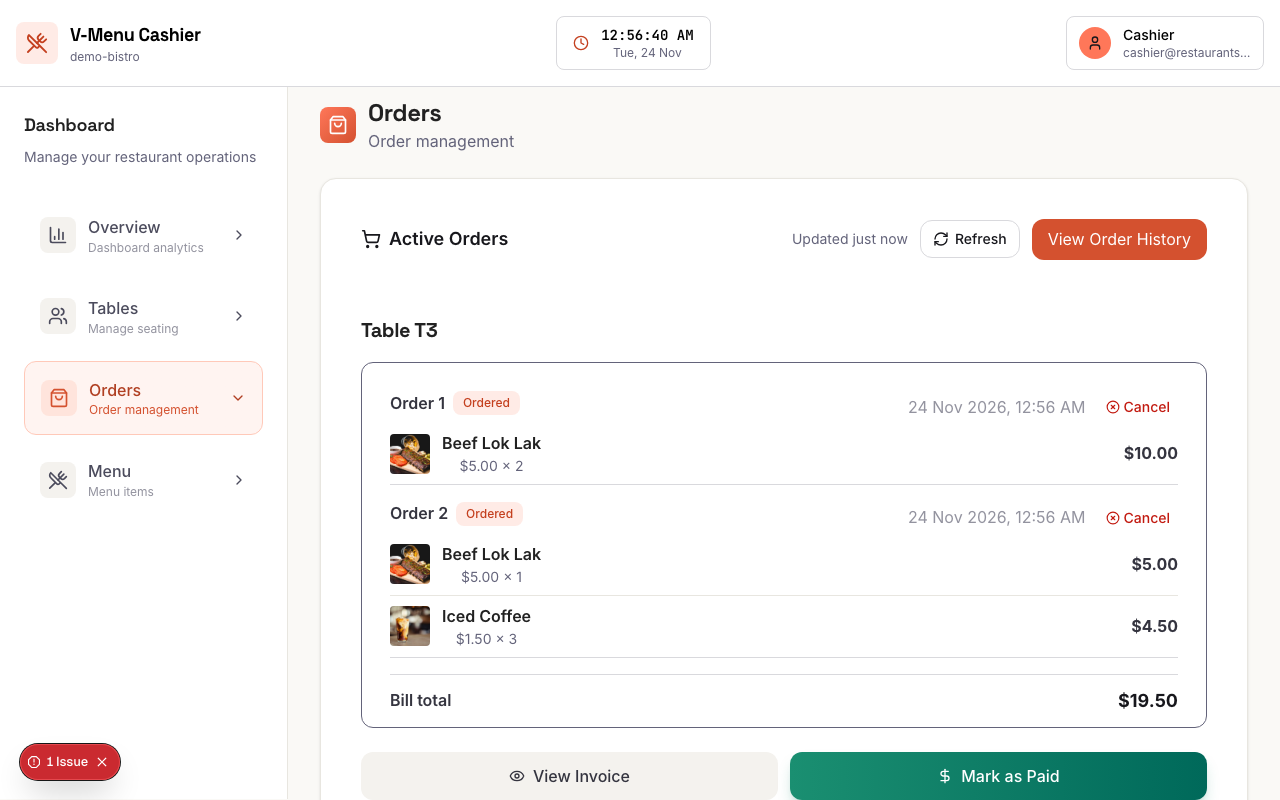 V-Menu Cashier
demo-bistro
12:56:40 AM
Tue, 24 Nov
Cashier
cashier@restaurants...
Dashboard
Manage your restaurant operations
Overview
Dashboard analytics
Tables
Manage seating
Orders
Order management
Menu
Menu items
1 Issue
Orders
Order management
Active Orders
Updated just now
Refresh
View Order History
Table T3
Order 1 Ordered 24 Nov 2026, 12:56 AM Cancel
Beef Lok Lak
$5.00 × 2
$10.00
Order 2 Ordered 24 Nov 2026, 12:56 AM Cancel
Beef Lok Lak
$5.00 × 1
$5.00
Iced Coffee
$1.50 × 3
$4.50
Bill total $19.50
View Invoice
Mark as Paid